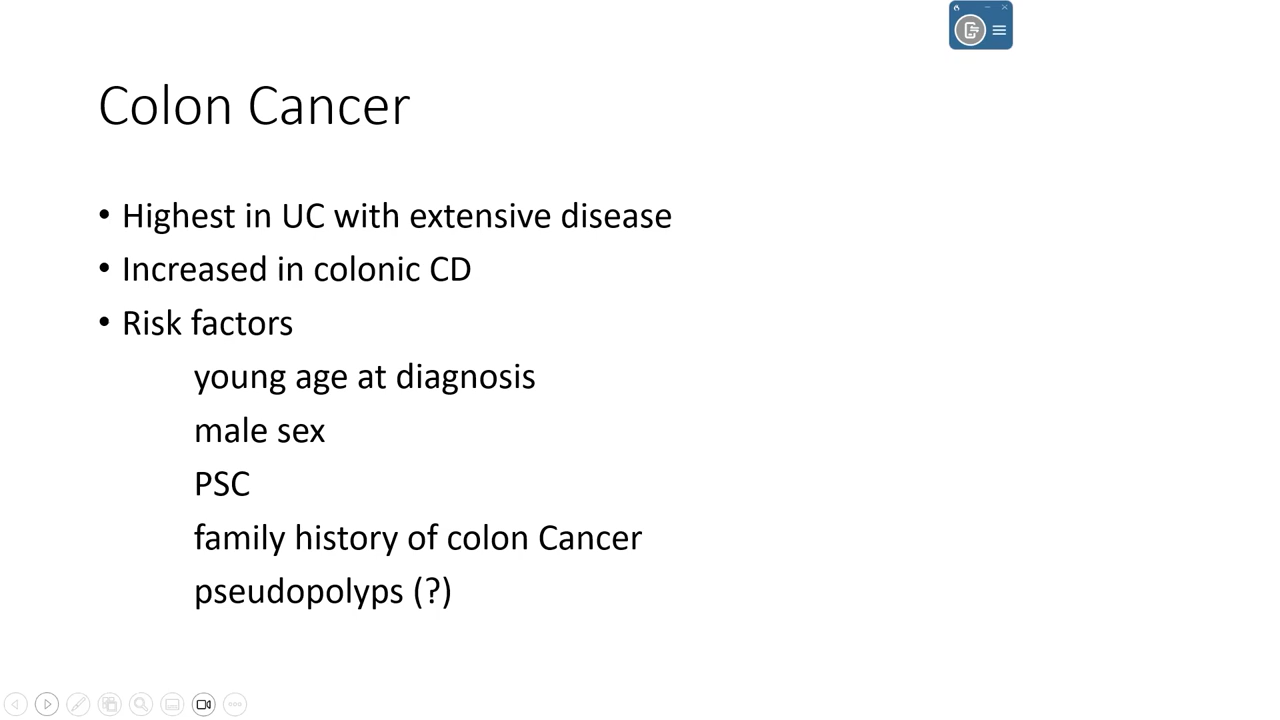 Colon Cancer
• Highest in UC with extensive disease
• Increased in colonic CD
• Risk factors
young age at diagnosis
male sex
PSC
family history of colon Cancer
pseudopolyps (?)